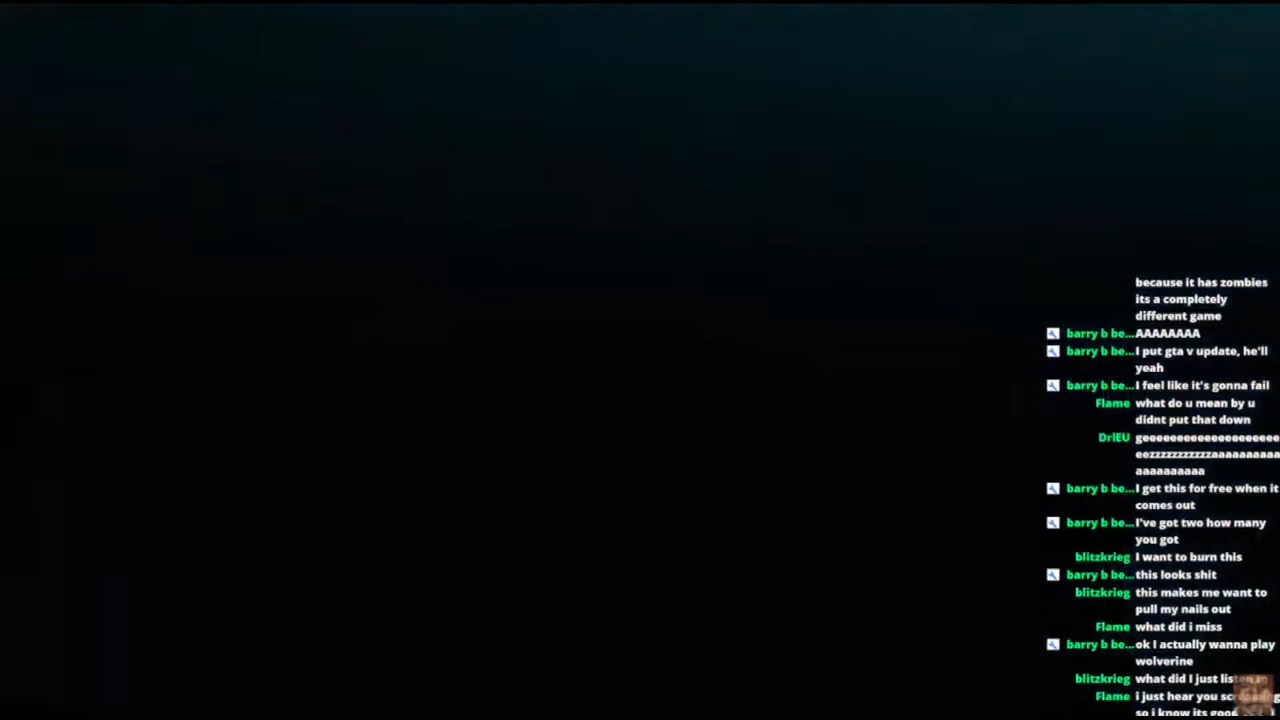 because it has zombies
its a completely
different game
barry b be... AAAAAAAA
barry b be... I put gta v update, he'll
yeah
barry b be... I feel like it's gonna fail
Flame what do u mean by u
didnt put that down
DrIEU geeeeeeeeeeeeeeeeeeee
eezzzzzzzzzzaaaaaaaaaa
aaaaaaaaaa
barry b be... I get this for free when it
comes out
barry b be... I've got two how many
you got
blitzkrieg I want to burn this
barry b be... this looks shit
blitzkrieg this makes me want to
pull my nails out
Flame what did i miss
barry b be... ok I actually wanna play
wolverine
blitzkrieg what did I just listen to
Flame i just hear you screaming
so i know its good